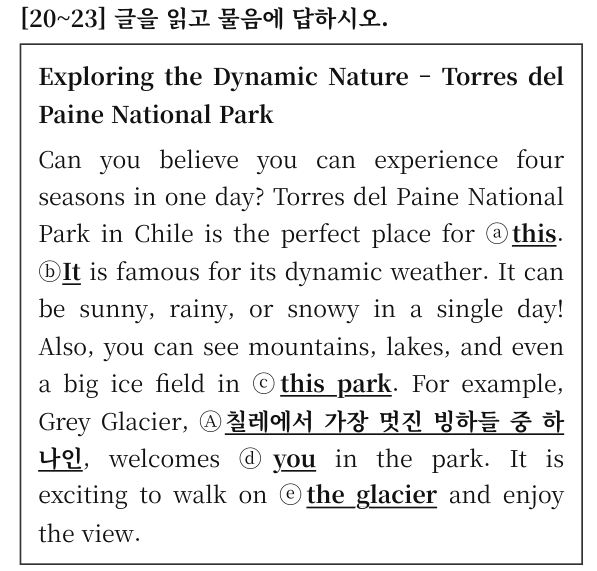 [20~23] 글을 읽고 물음에 답하시오.
Exploring the Dynamic Nature – Torres del
Paine National Park
Can you believe you can experience four
seasons in one day? Torres del Paine National
Park in Chile is the perfect place for ⓐthis.
ⓑIt is famous for its dynamic weather. It can
be sunny, rainy, or snowy in a single day!
Also, you can see mountains, lakes, and even
a big ice field in ⓒthis park. For example,
Grey Glacier, Ⓐ칠레에서 가장 멋진 빙하들 중 하
나인, welcomes ⓓ you in the park. It is
exciting to walk on ⓔthe glacier and enjoy
the view.